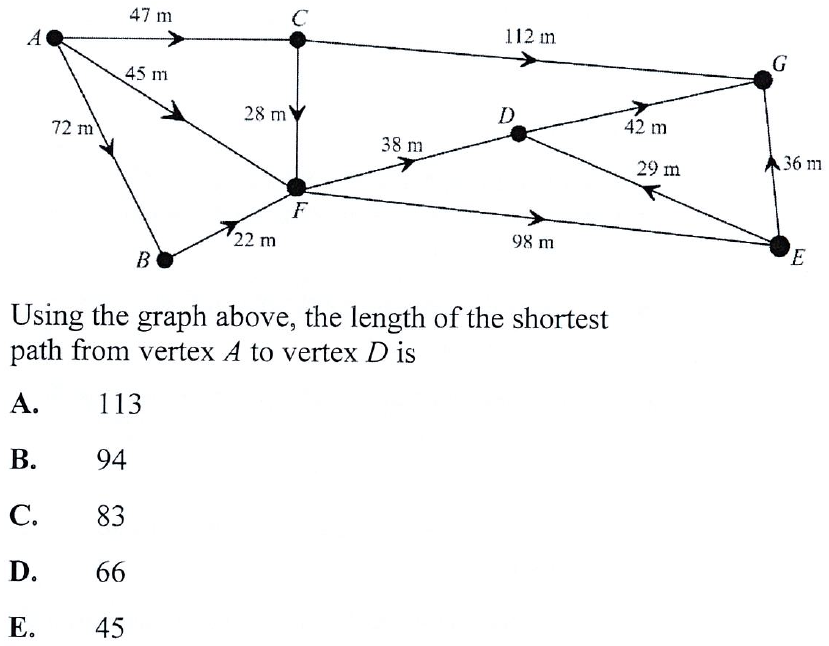 47 m
C
A
112 m
G
45 m
28 m
D
72 m
42 m
38 m
29 m
36 m
F
22 m
98 m
B
E
Using the graph above, the length of the shortest
path from vertex A to vertex D is
A. 113
B. 94
C. 83
D. 66
E. 45